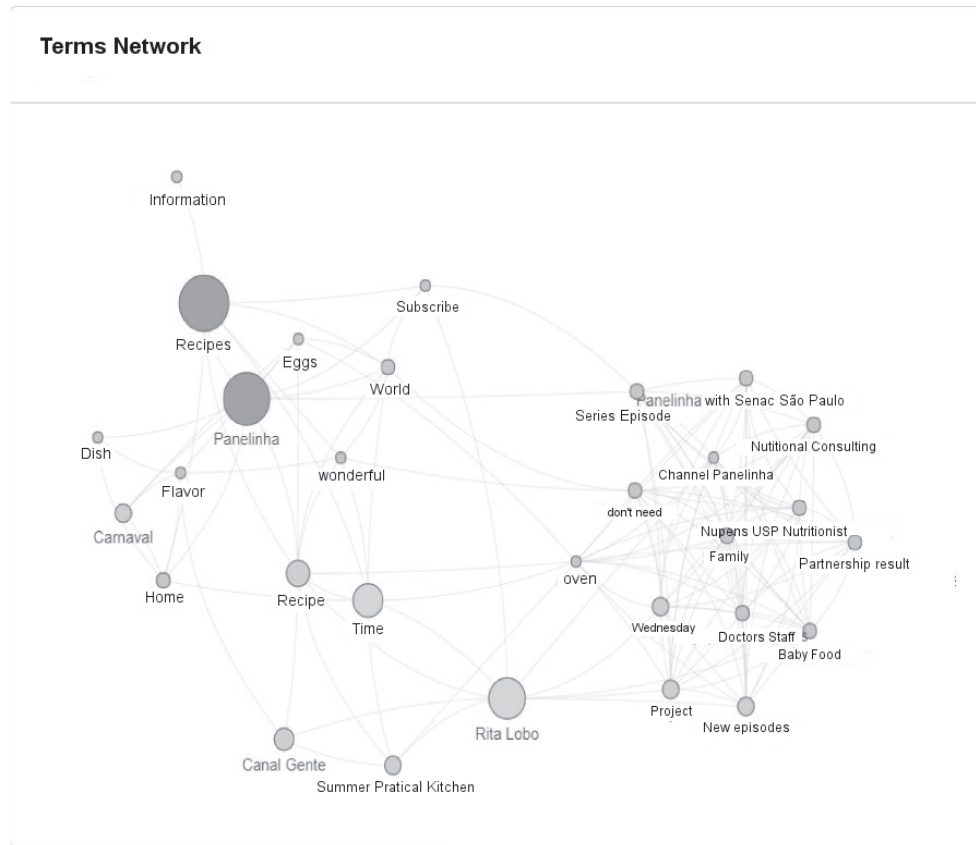 Terms Network
Information
Recipes
Subscribe
Eggs
World
Panelinha
Panelinha with Senac São Paulo
Series Episode
Dish
Flavor
wonderful
Nutitional Consulting
Channel Panelinha
Carnaval
don't need
Nupens USP Nutritionist
Family
Partnership result
Home
Recipe
oven
Time
Wednesday
Doctors Staff
Baby Food
Rita Lobo
Project
New episodes
Canal Gente
Summer Pratical Kitchen